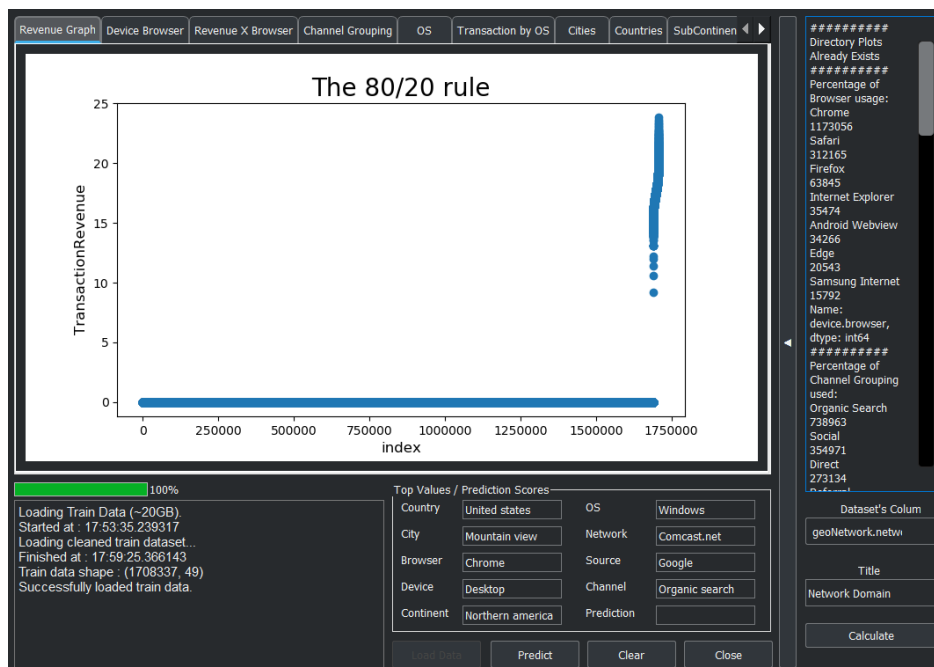 Revenue Graph Device Browser Revenue X Browser Channel Grouping OS Transaction by OS Cities Countries SubContinen
The 80/20 rule
TransactionRevenue
25
20
15
10
5
0
0 250000 500000 750000 1000000 1250000 1500000 1750000
index
100%
Loading Train Data (~20GB).
Started at : 17:53:35.239317
Loading cleaned train dataset...
Finished at : 17:59:25.366143
Train data shape : (1708337, 49)
Successfully loaded train data.
Top Values / Prediction Scores
Country United states OS Windows
City Mountain view Network Comcast.net
Browser Chrome Source Google
Device Desktop Channel Organic search
Continent Northern america Prediction
Load Data Predict Clear Close
##########
Directory Plots
Already Exists
##########
Percentage of
Browser usage:
Chrome
1173056
Safari
312165
Firefox
63845
Internet Explorer
35474
Android Webview
34266
Edge
20543
Samsung Internet
15792
Name:
device.browser,
dtype: int64
##########
Percentage of
Channel Grouping
used:
Organic Search
738963
Social
354971
Direct
273134
Dataset's Colum
geoNetwork.netw
Title
Network Domain
Calculate